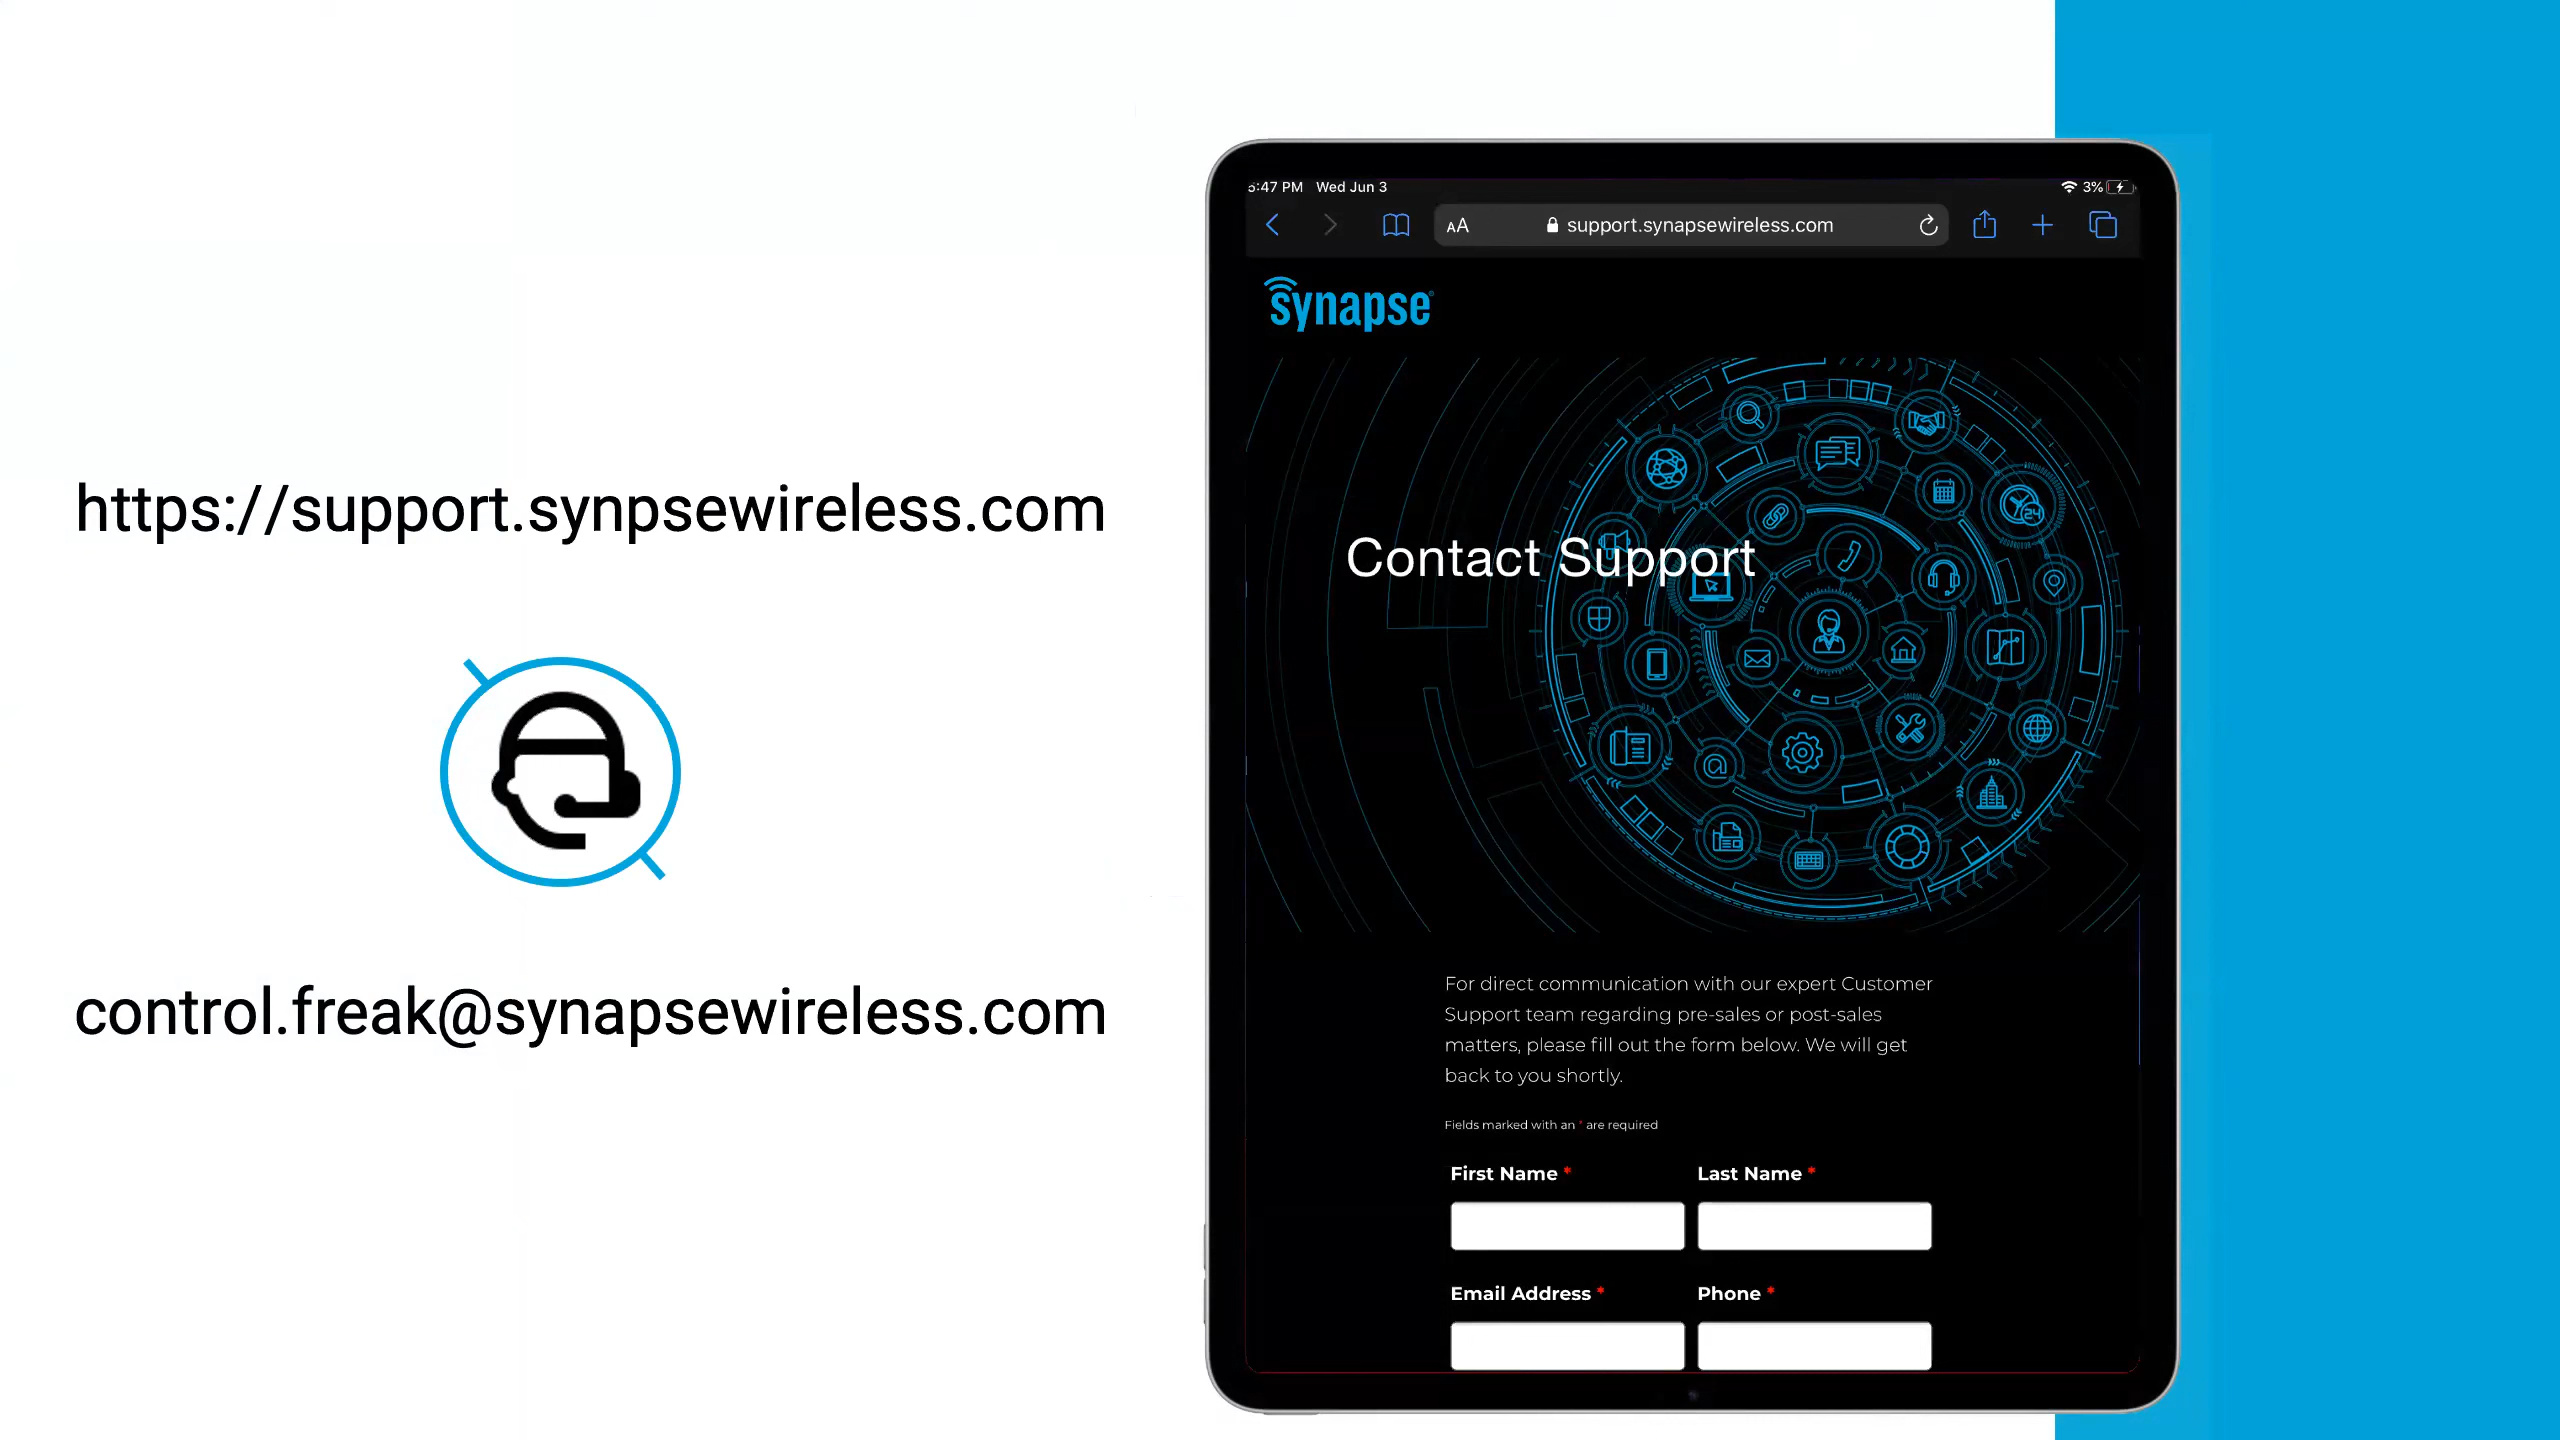 https://support.synpsewireless.com
control.freak@synapsewireless.com
5:47 PM Wed Jun 3
3%
AA support.synapsewireless.com
synapse
Contact Support
24
For direct communication with our expert Customer
Support team regarding pre-sales or post-sales
matters, please fill out the form below. We will get
back to you shortly.
Fields marked with an * are required
First Name * Last Name *
Email Address * Phone *